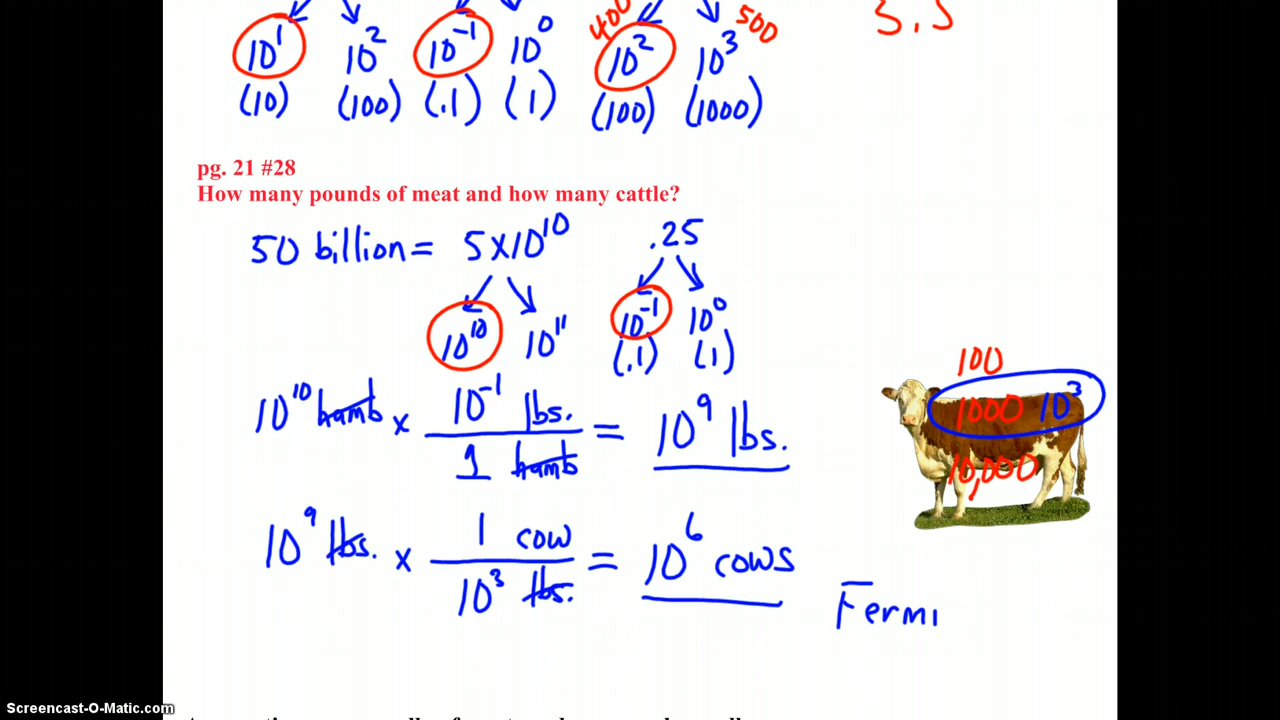 400 500 3.5
10¹ 10² 10⁻¹ 10⁰ 10² 10³
(10) (100) (.1) (1) (100) (1000)
pg. 21 #28
How many pounds of meat and how many cattle?
50 billion = 5×10¹⁰ .25
10¹⁰ 10¹¹ 10⁻¹ 10⁰
(.1) (1)
100
1000 10³
10,000
10¹⁰ hamb × 10⁻¹ lbs. / 1 hamb = 10⁹ lbs.
10⁹ lbs. × 1 cow / 10³ lbs. = 10⁶ cows
Fermi
Screencast-O-Matic.com